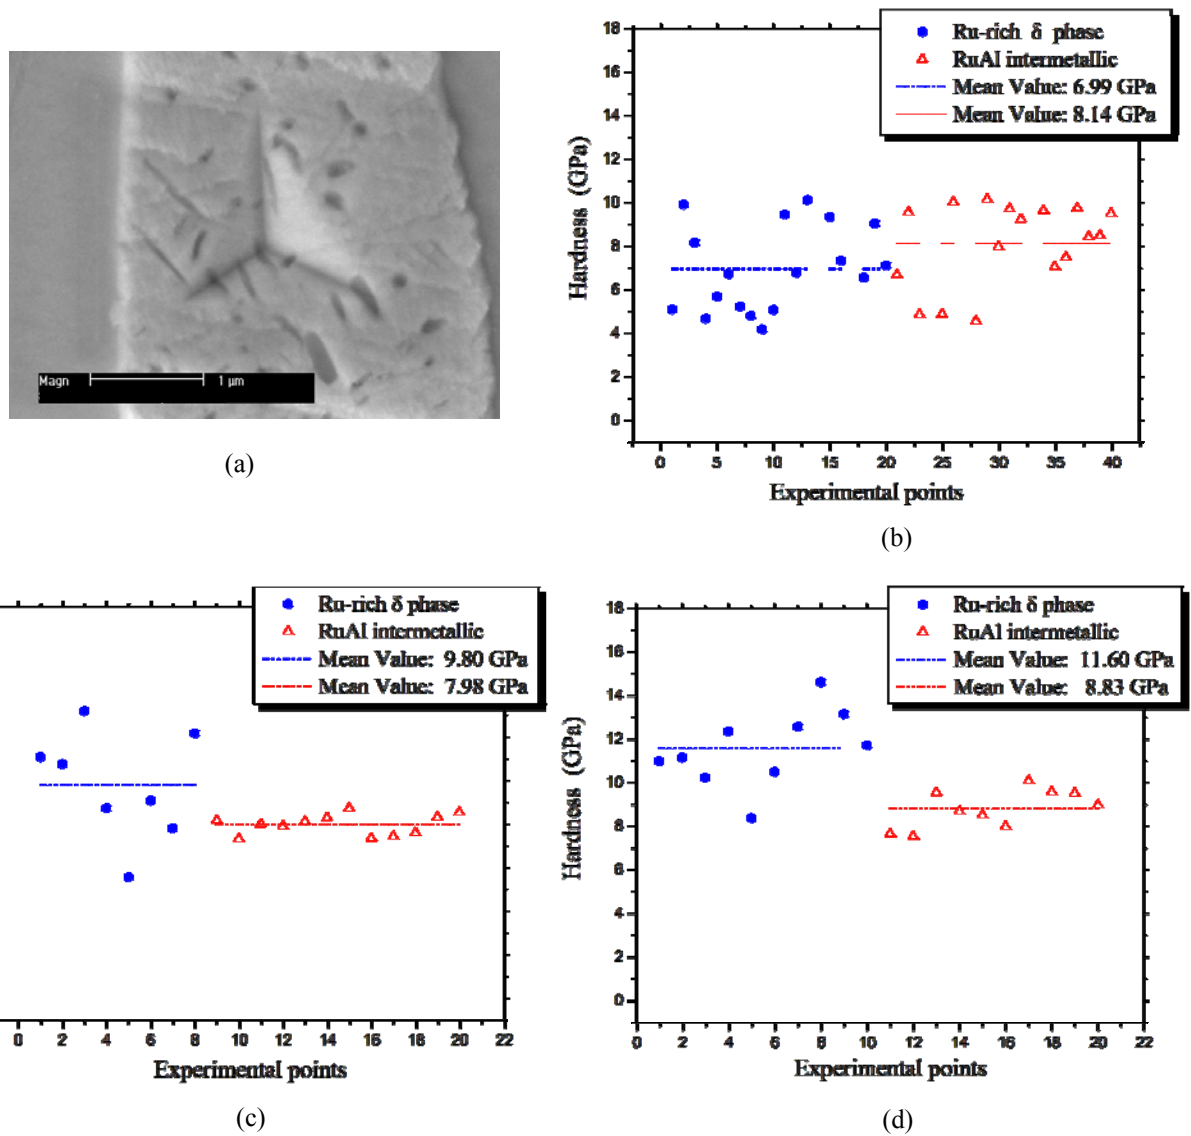 Magn
1 µm
(a)
Ru-rich δ phase
RuAl intermetallic
Mean Value: 6.99 GPa
Mean Value: 8.14 GPa
Hardness (GPa)
18
16
14
12
10
8
6
4
2
0
0 5 10 15 20 25 30 35 40
Experimental points
(b)
Ru-rich δ phase
RuAl intermetallic
Mean Value: 9.80 GPa
Mean Value: 7.98 GPa
0 2 4 6 8 10 12 14 16 18 20 22
Experimental points
(c)
Ru-rich δ phase
RuAl intermetallic
Mean Value: 11.60 GPa
Mean Value: 8.83 GPa
Hardness (GPa)
18
16
14
12
10
8
6
4
2
0
0 2 4 6 8 10 12 14 16 18 20 22
Experimental points
(d)